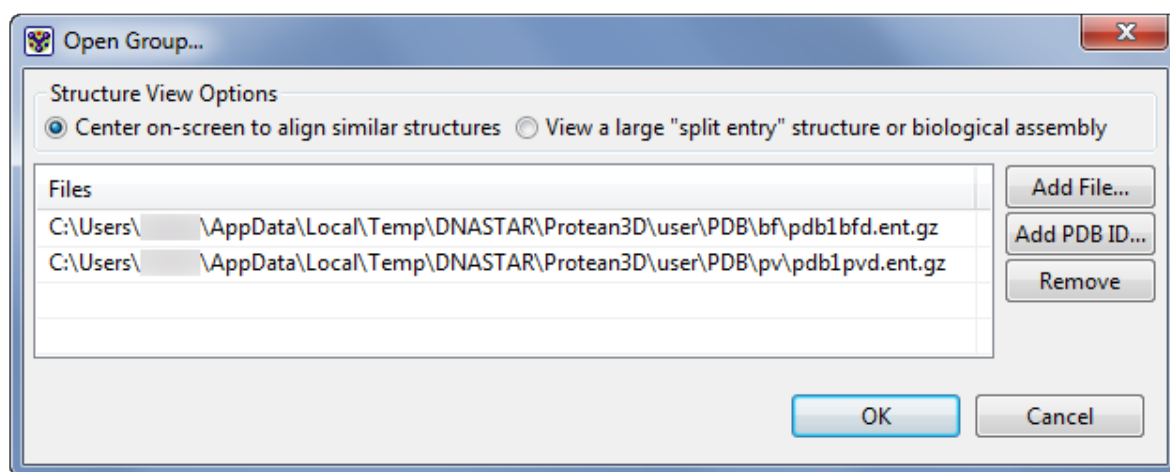 Open Group...
Structure View Options
Center on-screen to align similar structures View a large "split entry" structure or biological assembly
Files
Add File...
C:\Users\ \AppData\Local\Temp\DNASTAR\Protean3D\user\PDB\bf\pdb1bfd.ent.gz
Add PDB ID...
C:\Users\ \AppData\Local\Temp\DNASTAR\Protean3D\user\PDB\pv\pdb1pvd.ent.gz
Remove
OK Cancel